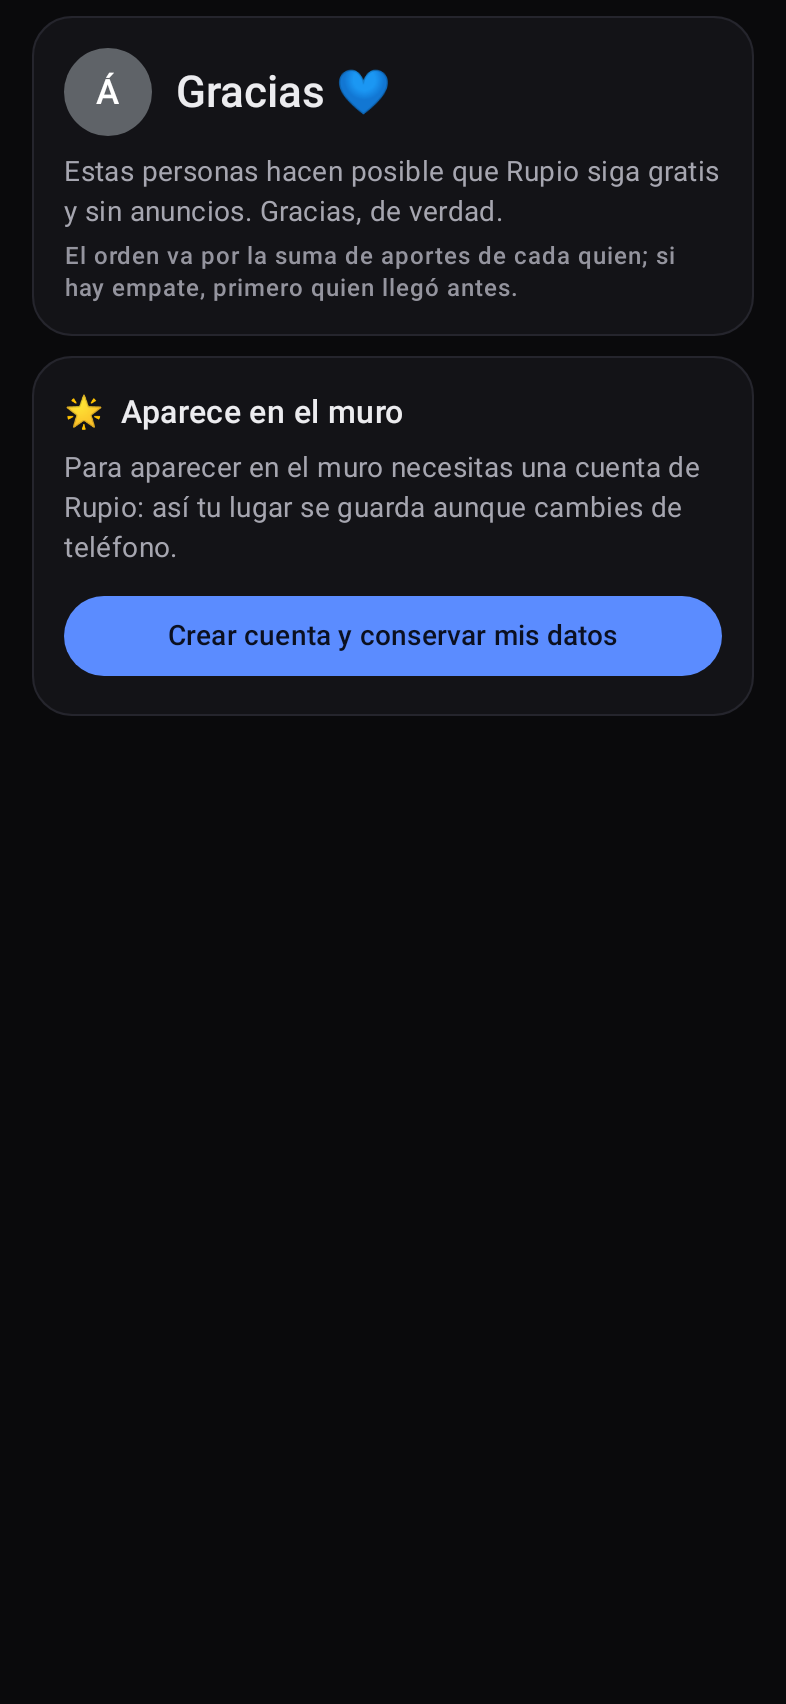 Á
Gracias 💙
Estas personas hacen posible que Rupio siga gratis
y sin anuncios. Gracias, de verdad.
El orden va por la suma de aportes de cada quien; si
hay empate, primero quien llegó antes.
🌟 Aparece en el muro
Para aparecer en el muro necesitas una cuenta de
Rupio: así tu lugar se guarda aunque cambies de
teléfono.
Crear cuenta y conservar mis datos